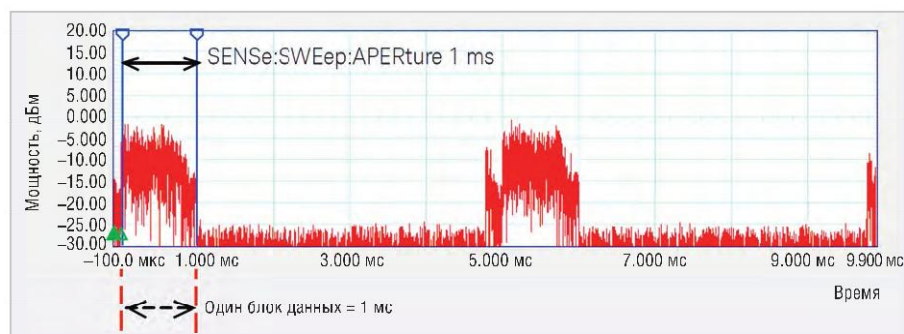 20.00
15.00
10.00
5.000
0.000
–5.000
–10.00
–15.00
–20.00
–25.00
–30.00
Мощность, дБм
SENSe:SWEep:APERture 1 ms
–100.0 мкс
1.000 мс
3.000 мс
5.000 мс
7.000 мс
9.000 мс
9.900 мс
Время
Один блок данных = 1 мс